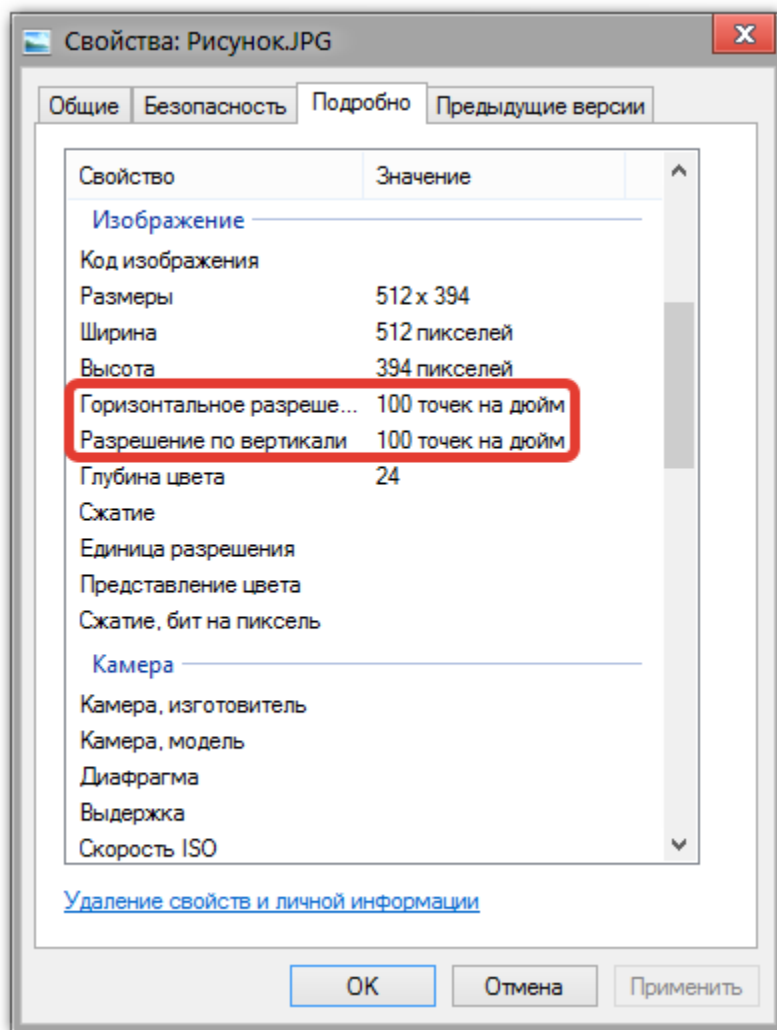 Свойства: Рисунок.JPG
x
Общие Безопасность Подробно Предыдущие версии
Свойство Значение
Изображение
Код изображения
Размеры 512 x 394
Ширина 512 пикселей
Высота 394 пикселей
Горизонтальное разреше... 100 точек на дюйм
Разрешение по вертикали 100 точек на дюйм
Глубина цвета 24
Сжатие
Единица разрешения
Представление цвета
Сжатие, бит на пиксель
Камера
Камера, изготовитель
Камера, модель
Диафрагма
Выдержка
Скорость ISO
Удаление свойств и личной информации
ОК Отмена Применить